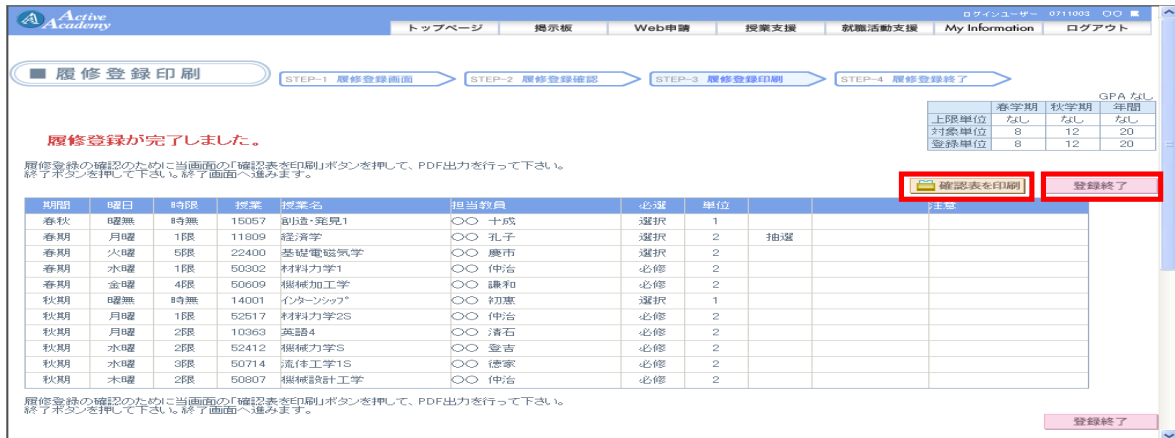 Active Academy
ログインユーザー 0711003 〇〇
トップページ 掲示板 Web申請 授業支援 就職活動支援 My Information ログアウト
■ 履修登録印刷
STEP-1 履修登録画面 STEP-2 履修登録確認 STEP-3 履修登録印刷 STEP-4 履修登録終了
GPA なし
春学期 秋学期 年間
上限単位 なし なし なし
対象単位 8 12 20
登録単位 8 12 20
履修登録が完了しました。
履修登録の確認のために当画面の「確認表を印刷」ボタンを押して、PDF出力を行って下さい。
終了ボタンを押して下さい。終了画面へ進みます。
確認表を印刷 登録終了
期間 曜日 時限 授業 授業名 担当教員 必選 単位 注意
春秋 曜無 時無 15057 創造・発見1 〇〇 十成 選択 1
春期 月曜 1限 11809 経済学 〇〇 孔子 選択 2 抽選
春期 火曜 5限 22400 基礎電磁気学 〇〇 慶市 選択 2
春期 水曜 1限 50302 材料力学1 〇〇 仲治 必修 2
春期 金曜 4限 50609 機械加工学 〇〇 謙和 必修 2
秋期 曜無 時無 14001 インターンシップ 〇〇 初恵 選択 1
秋期 月曜 1限 52517 材料力学2S 〇〇 仲治 必修 2
秋期 月曜 2限 10363 英語4 〇〇 清石 必修 2
秋期 水曜 2限 52412 機械力学S 〇〇 登吉 必修 2
秋期 水曜 3限 50714 流体工学1S 〇〇 徳家 必修 2
秋期 木曜 2限 50807 機械設計工学 〇〇 仲治 必修 2
履修登録の確認のために当画面の「確認表を印刷」ボタンを押して、PDF出力を行って下さい。
終了ボタンを押して下さい。終了画面へ進みます。
登録終了